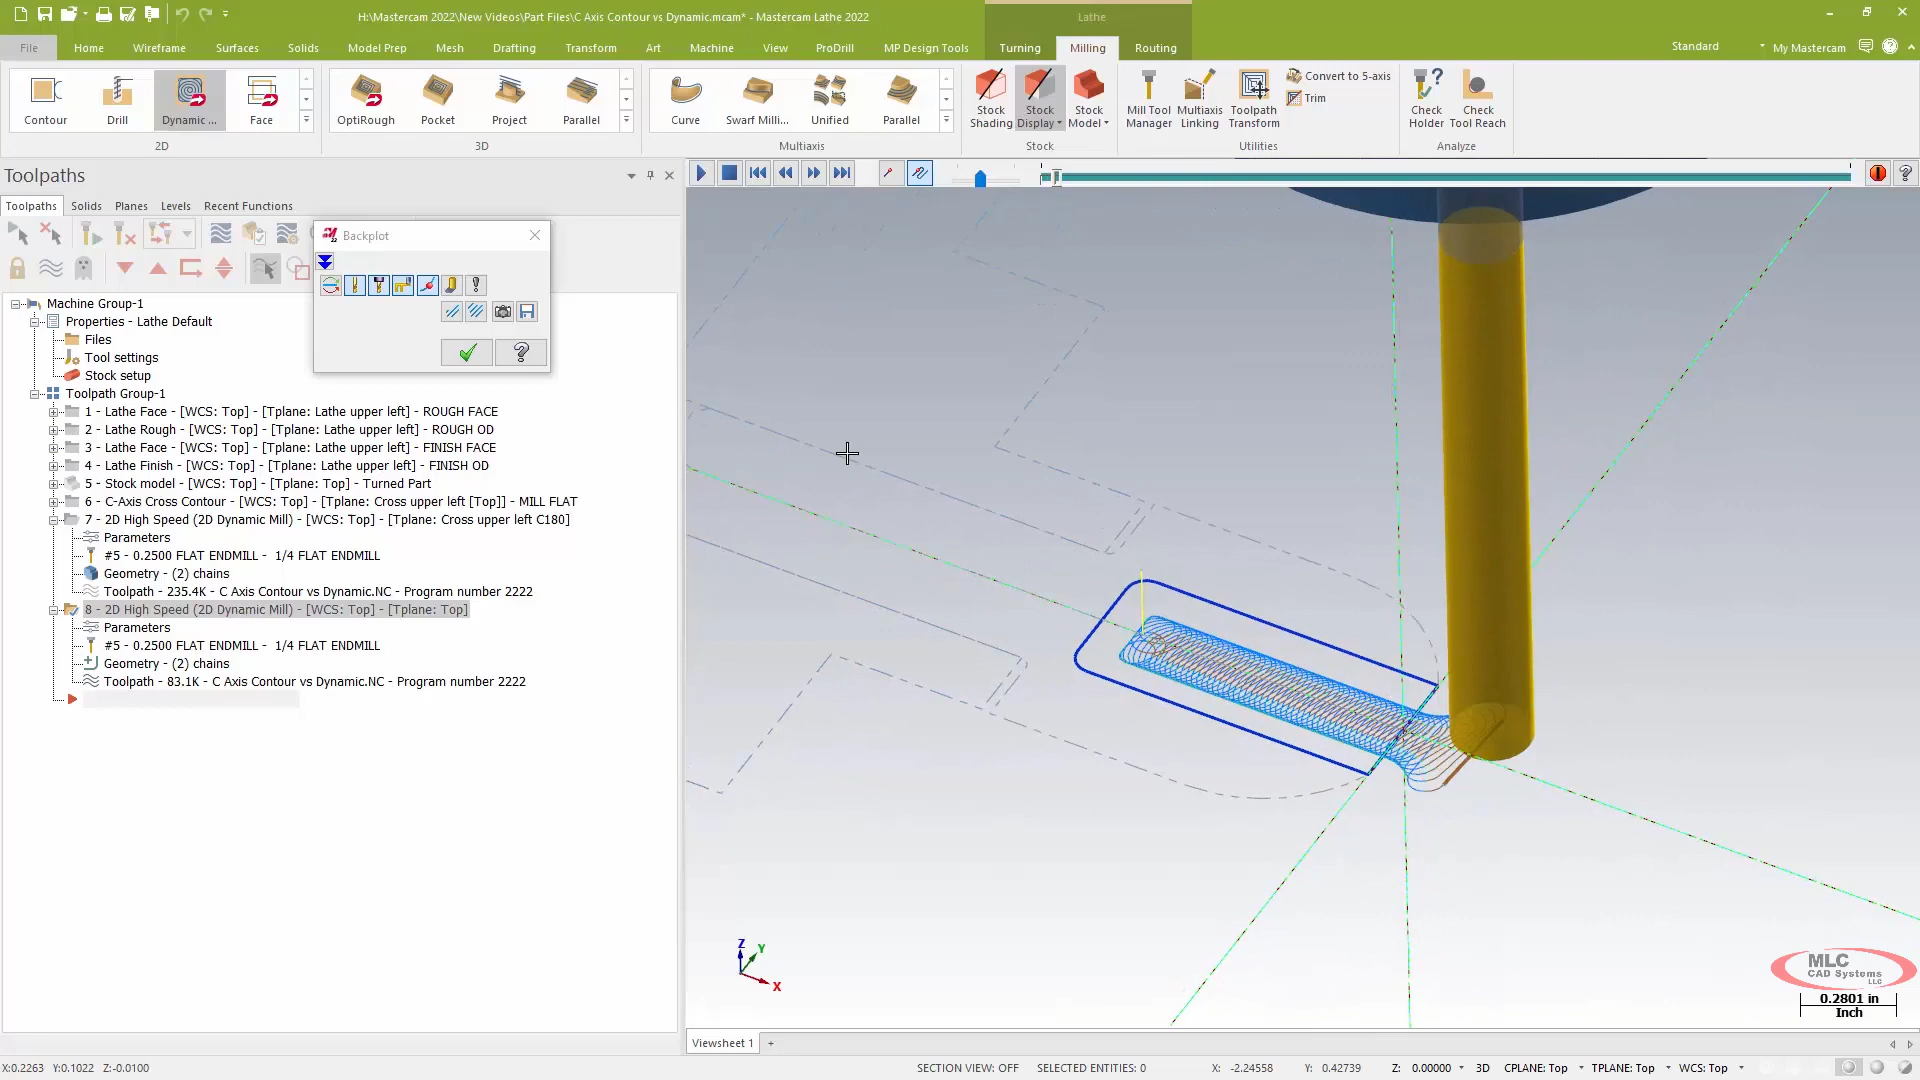 H:\Mastercam 2022\New Videos\Part Files\C Axis Contour vs Dynamic.mcam* - Mastercam Lathe 2022
Lathe
File Home Wireframe Surfaces Solids Model Prep Mesh Drafting Transform Art Machine View ProDrill MP Design Tools Turning Milling Routing
Standard
My Mastercam
Contour Drill Dynamic ... Face
2D
OptiRough Pocket Project Parallel
3D
Curve Swarf Milli... Unified Parallel
Multiaxis
Stock Shading
Stock Display
Stock Model
Stock
Mill Tool Manager
Multiaxis Linking
Toolpath Transform
Convert to 5-axis
Trim
Utilities
Check Holder
Check Tool Reach
Analyze
Toolpaths
Toolpaths Solids Planes Levels Recent Functions
Backplot
Machine Group-1
Properties - Lathe Default
Files
Tool settings
Stock setup
Toolpath Group-1
1 - Lathe Face - [WCS: Top] - [Tplane: Lathe upper left] - ROUGH FACE
2 - Lathe Rough - [WCS: Top] - [Tplane: Lathe upper left] - ROUGH OD
3 - Lathe Face - [WCS: Top] - [Tplane: Lathe upper left] - FINISH FACE
4 - Lathe Finish - [WCS: Top] - [Tplane: Lathe upper left] - FINISH OD
5 - Stock model - [WCS: Top] - [Tplane: Top] - Turned Part
6 - C-Axis Cross Contour - [WCS: Top] - [Tplane: Cross upper left [Top]] - MILL FLAT
7 - 2D High Speed (2D Dynamic Mill) - [WCS: Top] - [Tplane: Cross upper left C180]
Parameters
#5 - 0.2500 FLAT ENDMILL - 1/4 FLAT ENDMILL
Geometry - (2) chains
Toolpath - 235.4K - C Axis Contour vs Dynamic.NC - Program number 2222
8 - 2D High Speed (2D Dynamic Mill) - [WCS: Top] - [Tplane: Top]
Parameters
#5 - 0.2500 FLAT ENDMILL - 1/4 FLAT ENDMILL
Geometry - (2) chains
Toolpath - 83.1K - C Axis Contour vs Dynamic.NC - Program number 2222
Z
Y
X
MLC
CAD Systems
LLC
0.2801 in
Inch
Viewsheet 1 +
X:0.2263 Y:0.1022 Z:-0.0100 SECTION VIEW: OFF SELECTED ENTITIES: 0 X: -2.24558 Y: 0.42739 Z: 0.00000 3D CPLANE: Top TPLANE: Top WCS: Top